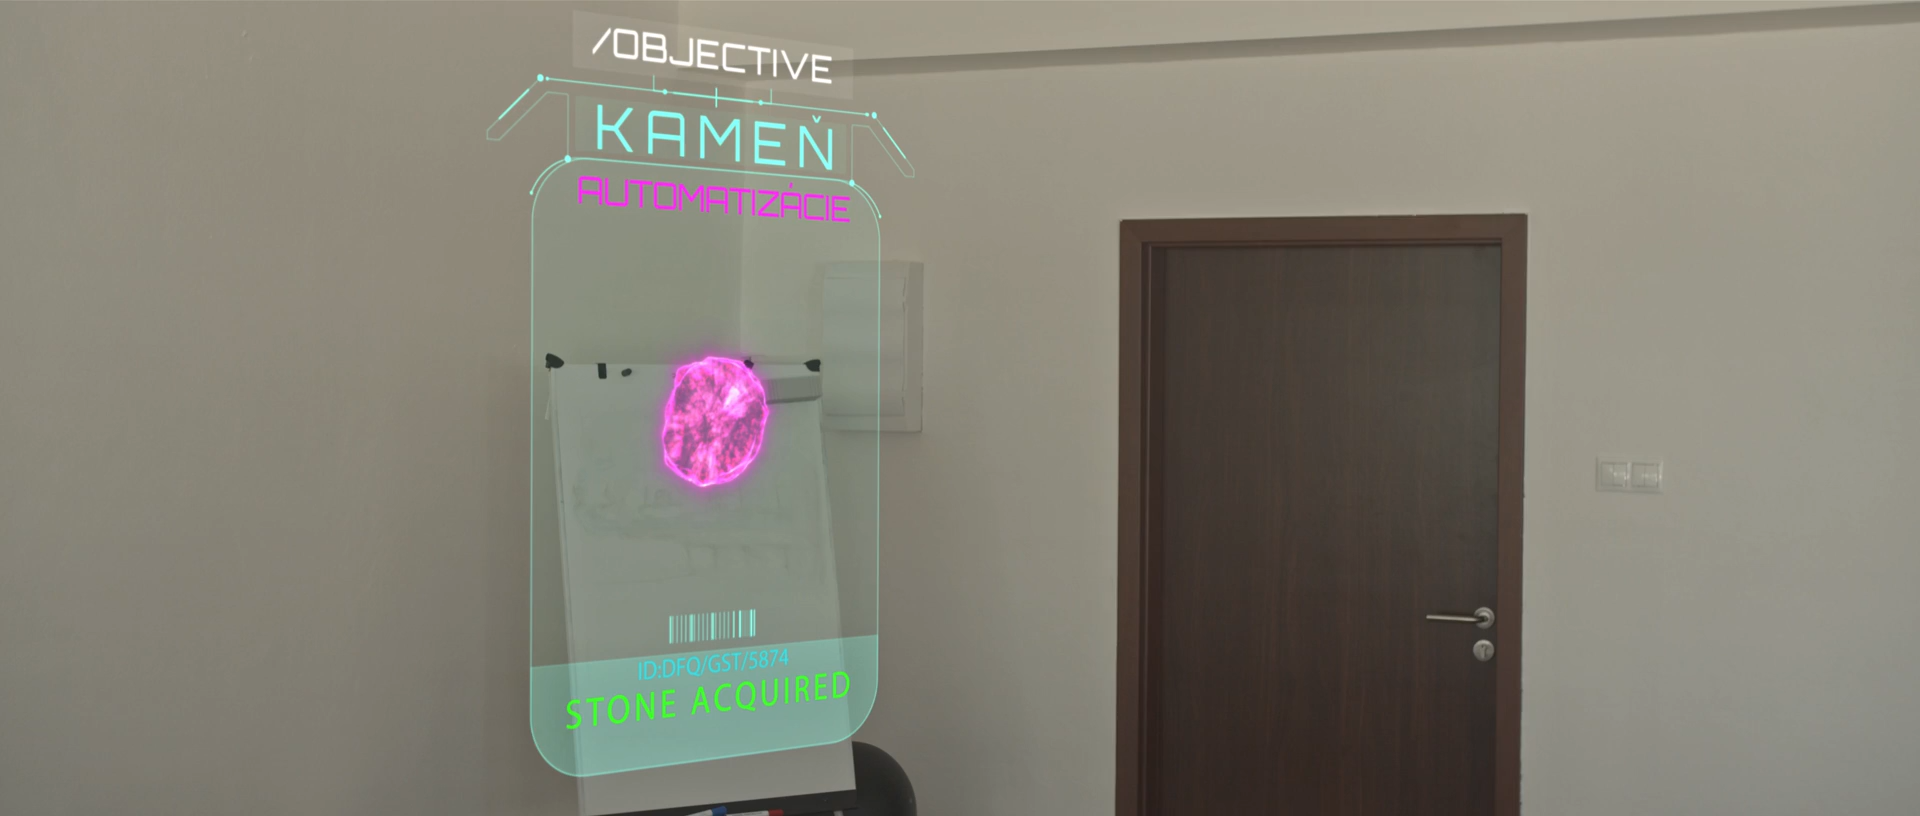 /OBJECTIVE
KAMEŇ
AUTOMATIZÁCIE
ID:DFQ/GST/5874
STONE ACQUIRED